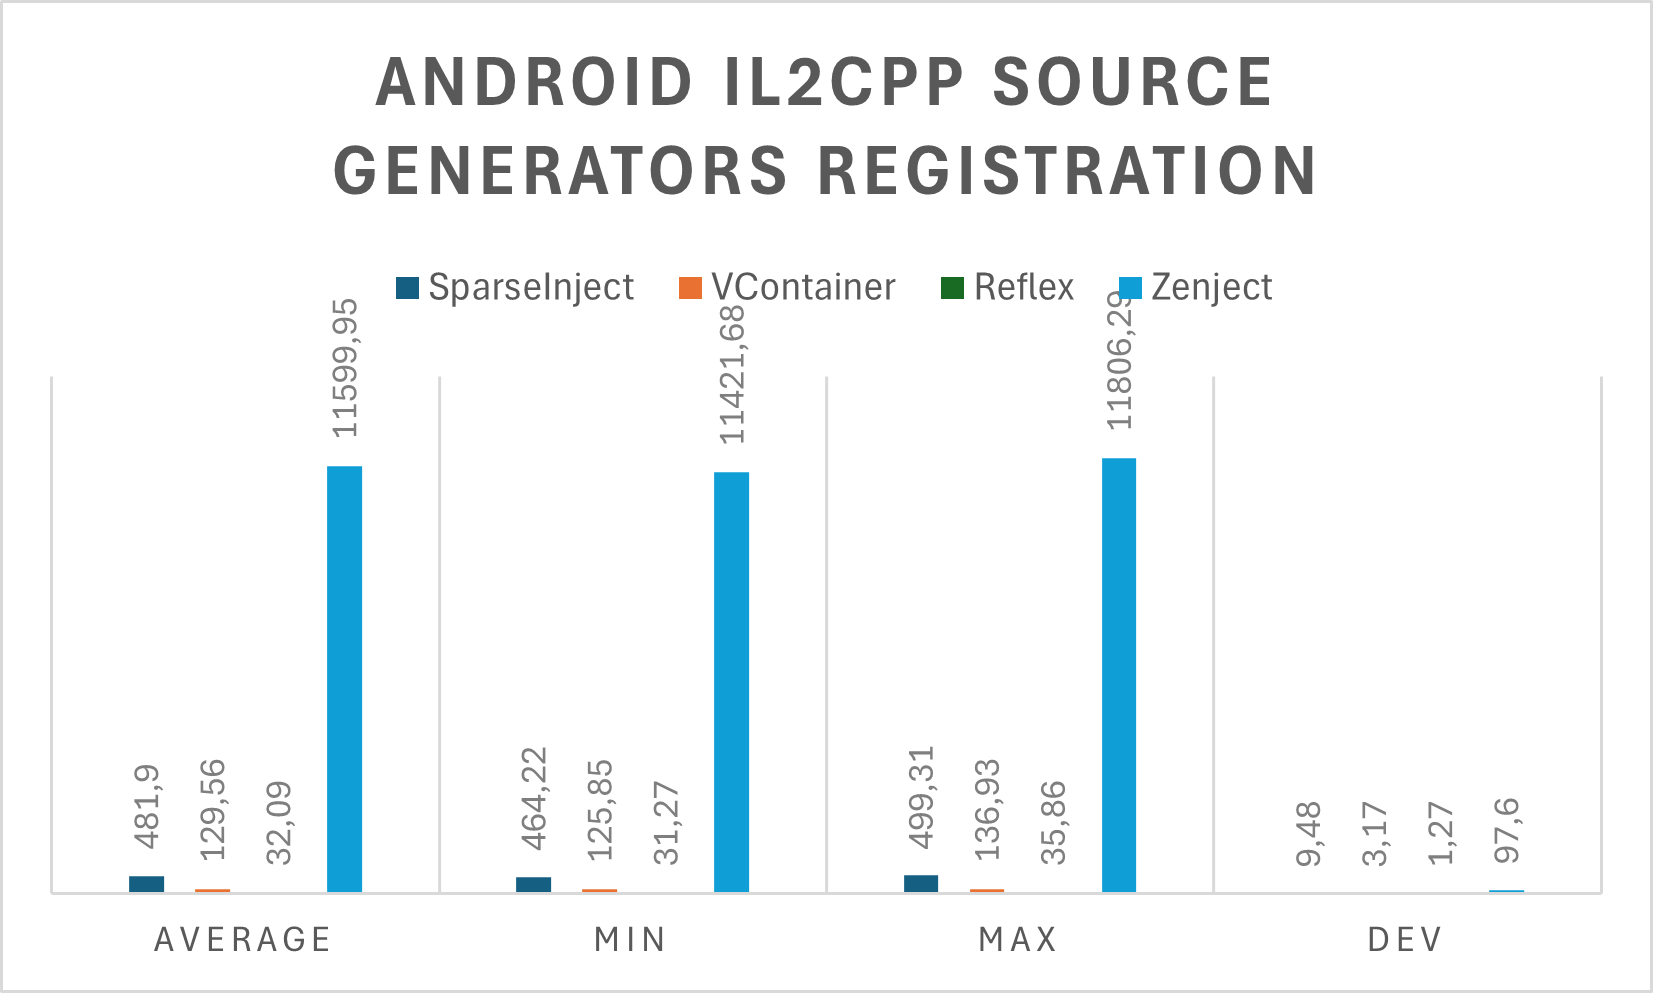 ANDROID IL2CPP SOURCE
GENERATORS REGISTRATION
SparseInject VContainer Reflex Zenject
481,9 129,56 32,09 11599,95
464,22 125,85 31,27 11421,68
499,31 136,93 35,86 11806,29
9,48 3,17 1,27 97,6
AVERAGE MIN MAX DEV